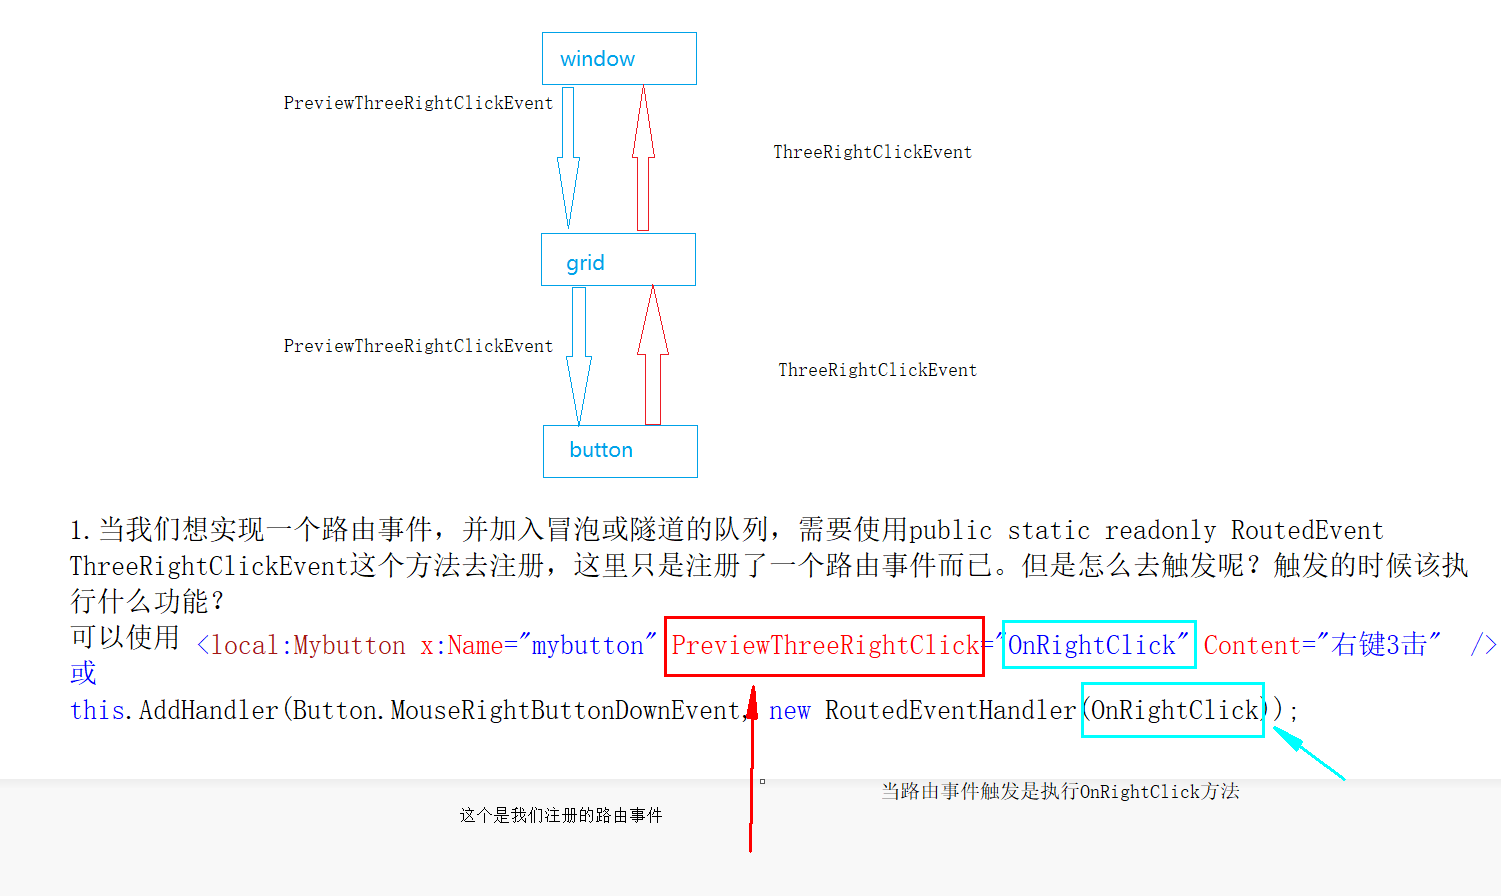 window
PreviewThreeRightClickEvent
ThreeRightClickEvent
grid
PreviewThreeRightClickEvent
ThreeRightClickEvent
button
1.当我们想实现一个路由事件，并加入冒泡或隧道的队列，需要使用public static readonly RoutedEvent
ThreeRightClickEvent这个方法去注册，这里只是注册了一个路由事件而已。但是怎么去触发呢？触发的时候该执
行什么功能？
可以使用 <local:Mybutton x:Name="mybutton" PreviewThreeRightClick="OnRightClick" Content="右键3击" />
或
this.AddHandler(Button.MouseRightButtonDownEvent, new RoutedEventHandler(OnRightClick));
当路由事件触发是执行OnRightClick方法
这个是我们注册的路由事件